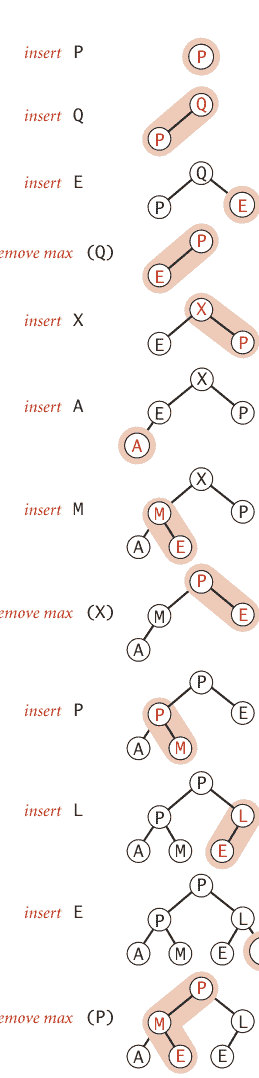 insert P
P
insert Q
Q
P
insert E
Q
P E
emove max (Q)
P
E
insert X
X
E P
insert A
X
E P
A
insert M
X
M P
A E
emove max (X)
P
M E
A
insert P
P
P E
A M
insert L
P
P L
A M E
insert E
P
P L
A M E
emove max (P)
P
M L
A E E